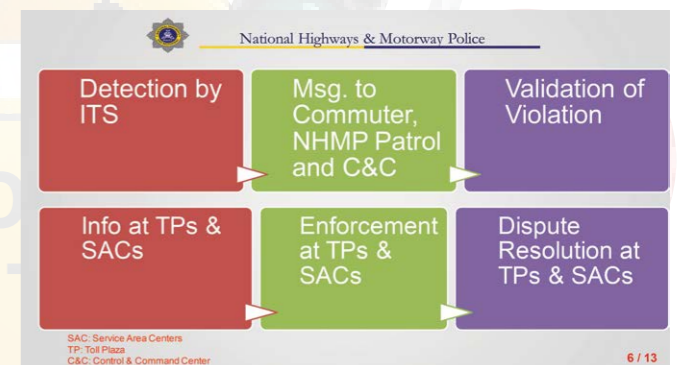 National Highways & Motorway Police
Detection by
ITS
Msg. to
Commuter,
NHMP Patrol
and C&C
Validation of
Violation
Info at TPs &
SACs
Enforcement
at TPs &
SACs
Dispute
Resolution at
TPs & SACs
SAC: Service Area Centers
TP: Toll Plaza
C&C: Control & Command Center
6 / 13